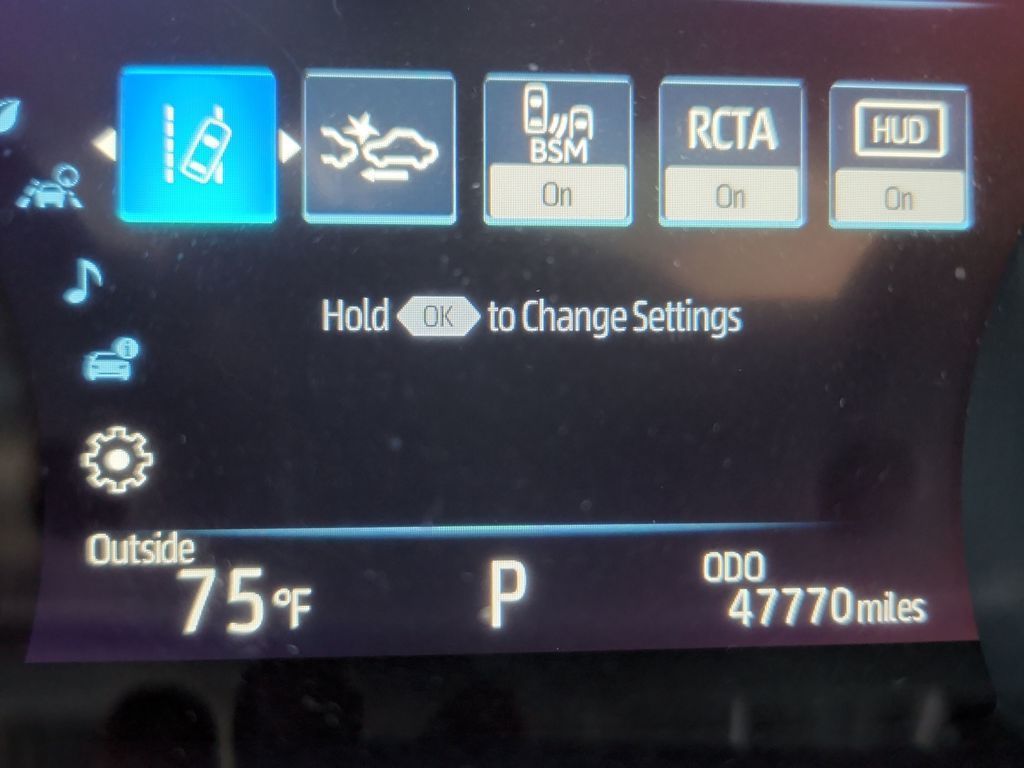 BSM
On
RCTA
On
HUD
On
Hold OK to Change Settings
Outside
75°F
P
ODO
47770 miles